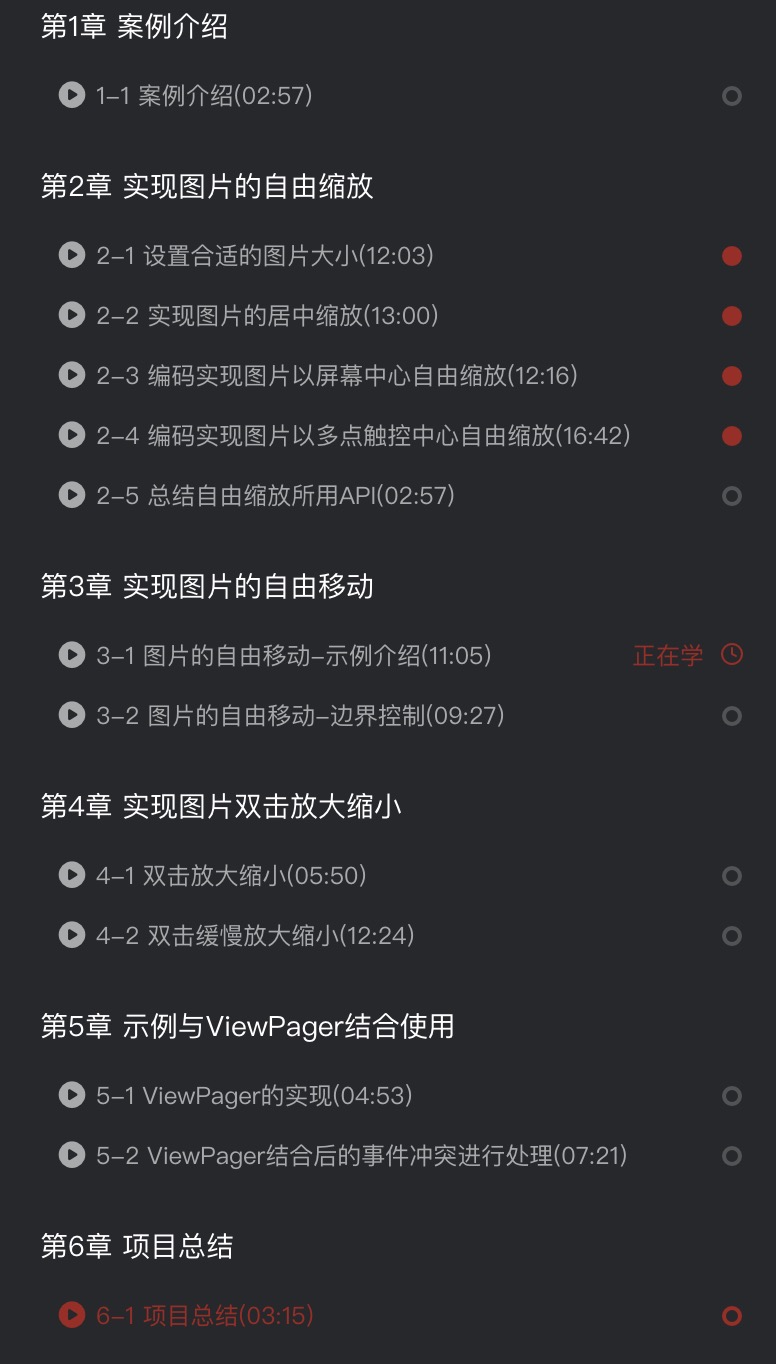 第1章 案例介绍
1-1 案例介绍(02:57)
第2章 实现图片的自由缩放
2-1 设置合适的图片大小(12:03)
2-2 实现图片的居中缩放(13:00)
2-3 编码实现图片以屏幕中心自由缩放(12:16)
2-4 编码实现图片以多点触控中心自由缩放(16:42)
2-5 总结自由缩放所用API(02:57)
第3章 实现图片的自由移动
3-1 图片的自由移动-示例介绍(11:05) 正在学
3-2 图片的自由移动-边界控制(09:27)
第4章 实现图片双击放大缩小
4-1 双击放大缩小(05:50)
4-2 双击缓慢放大缩小(12:24)
第5章 示例与ViewPager结合使用
5-1 ViewPager的实现(04:53)
5-2 ViewPager结合后的事件冲突进行处理(07:21)
第6章 项目总结
6-1 项目总结(03:15)